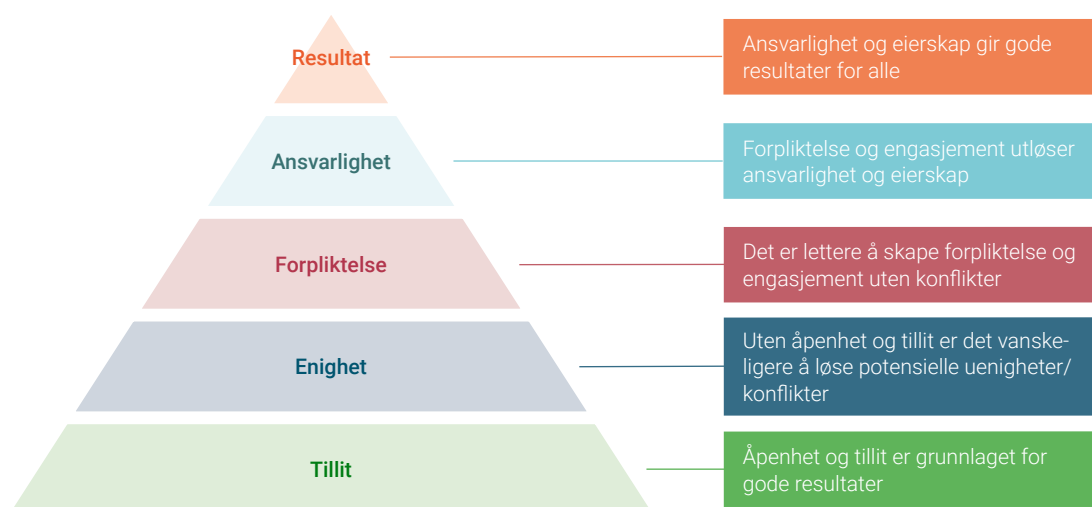 Resultat
Ansvarlighet og eierskap gir gode
resultater for alle
Ansvarlighet
Forpliktelse og engasjement utløser
ansvarlighet og eierskap
Forpliktelse
Det er lettere å skape forpliktelse og
engasjement uten konflikter
Enighet
Uten åpenhet og tillit er det vanske-
ligere å løse potensielle uenigheter/
konflikter
Tillit
Åpenhet og tillit er grunnlaget for
gode resultater